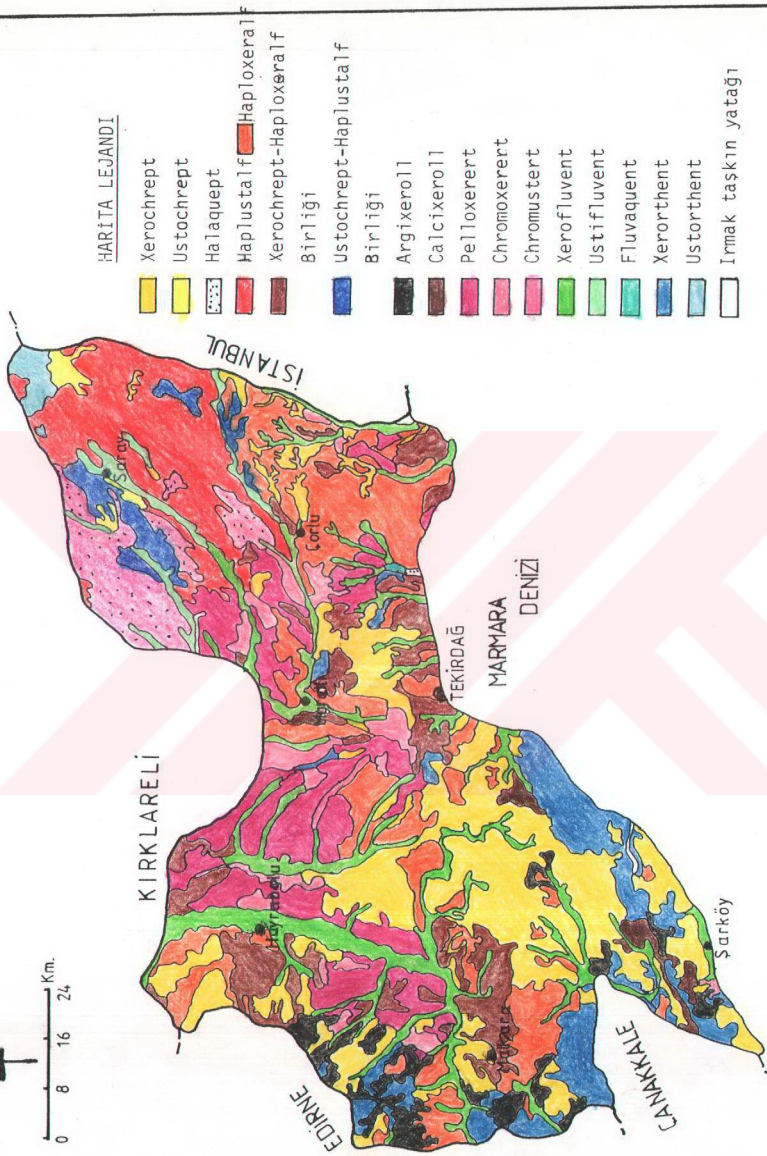 HARİTA LEJANDI
Xerochrept
Ustochrept
Halaquept
Haplustalf
Haploxeralf
Xerochrept-Haploxeralf
Birliği
Ustochrept-Haplustalf
Birliği
Argixeroll
Calcixeroll
Pelloxerert
Chromoxerert
Chromustert
Xerofluvent
Ustifluvent
Fluvaquent
Xerorthent
Ustorthent
Irmak taşkın yatağı
0 8 16 24 Km.
KIRKLARELİ
İSTANBUL
EDİRNE
ÇANAKKALE
MARMARA
DENİZİ
TEKİRDAĞ
Saray
Çorlu
Hayrabolu
Malkara
Şarköy